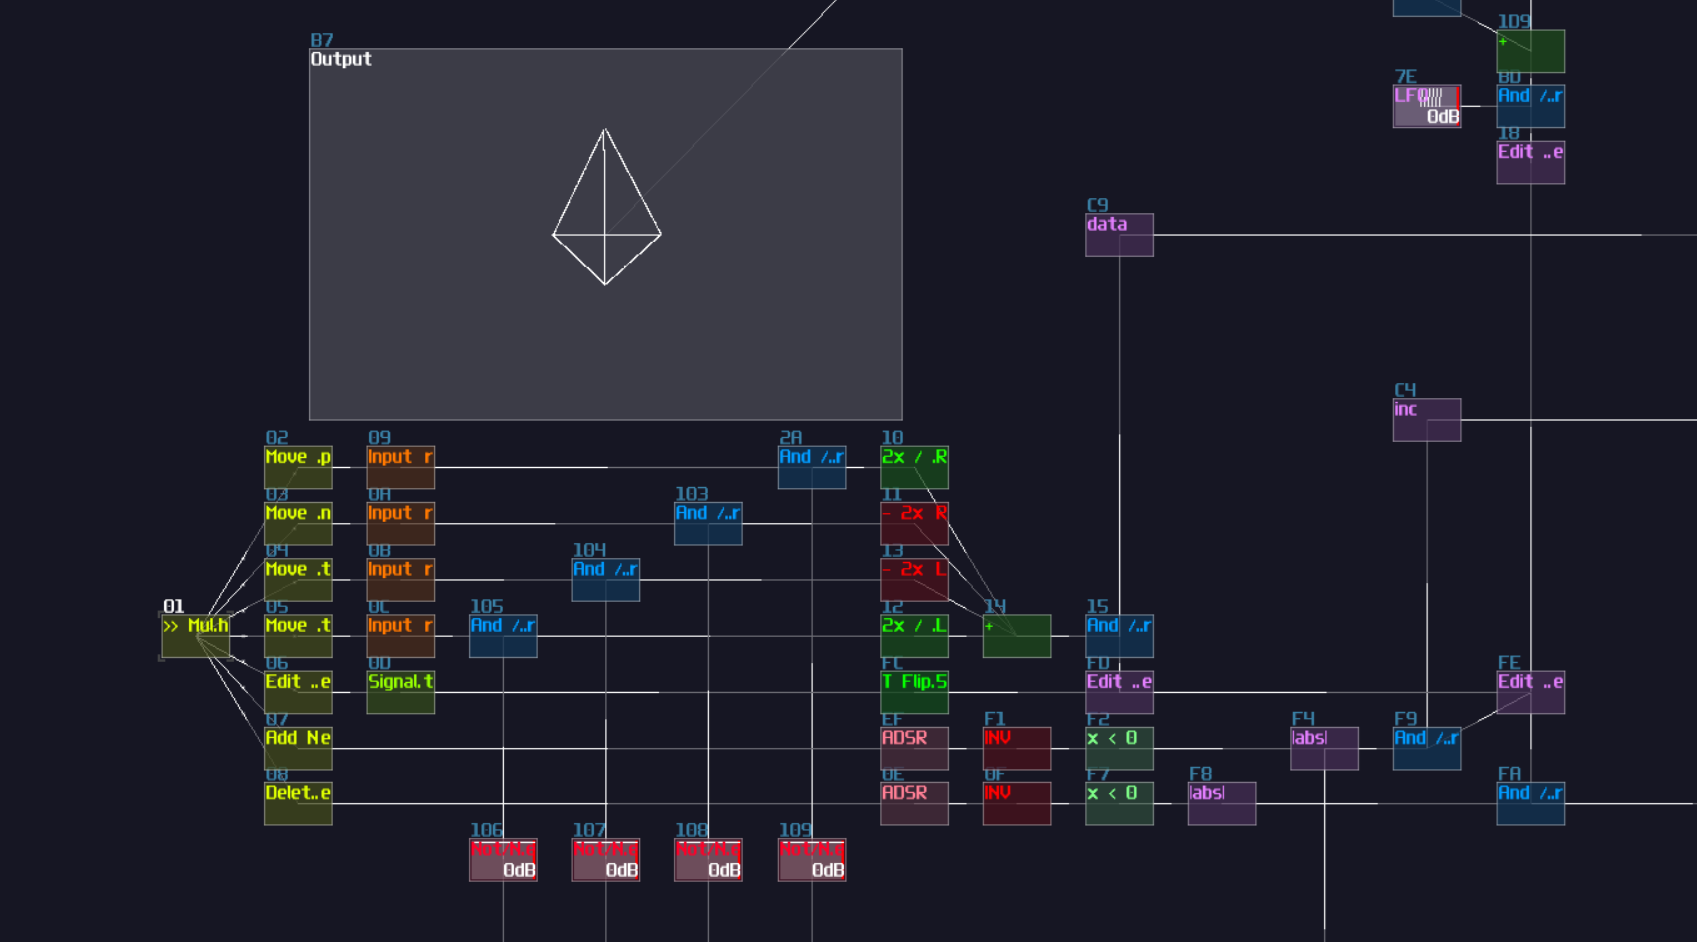 B7
Output
1D9
+
7E
LFO
0dB
8D
And /..r
18
Edit ..e
C9
data
C4
inc
02
Move .p
09
Input r
2A
And /..r
10
2x / .R
03
Move .n
0A
Input r
103
And /..r
11
- 2x R
04
Move .t
0B
Input r
104
And /..r
13
- 2x L
01
>> Mul.h
05
Move .t
0C
Input r
105
And /..r
12
2x / .L
14
+
15
And /..r
06
Edit ..e
0D
Signal.t
FC
T Flip.S
FD
Edit ..e
FE
Edit ..e
07
Add Ne
EF
ADSR
F1
INV
F2
x < 0
F4
|abs|
F9
And /..r
08
Delet..e
0E
ADSR
0F
INV
F7
x < 0
F8
|abs|
FA
And /..r
106
0dB
107
0dB
108
0dB
109
0dB